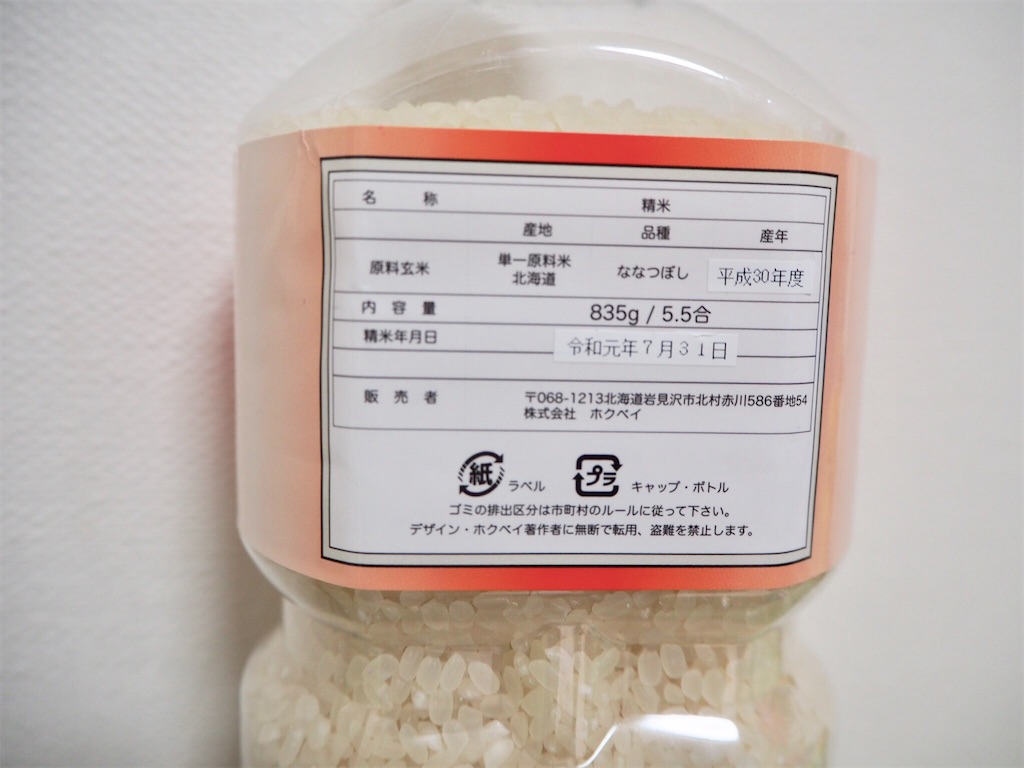 名称 精米
産地 品種 産年
原料玄米 単一原料米 北海道 ななつぼし 平成30年度
内容量 835g / 5.5合
精米年月日 令和元年7月31日
販売者 〒068-1213北海道岩見沢市北村赤川586番地54
株式会社 ホクベイ
紙 ラベル プラ キャップ・ボトル
ゴミの排出区分は市町村のルールに従って下さい。
デザイン・ホクベイ著作者に無断で転用、盗難を禁止します。